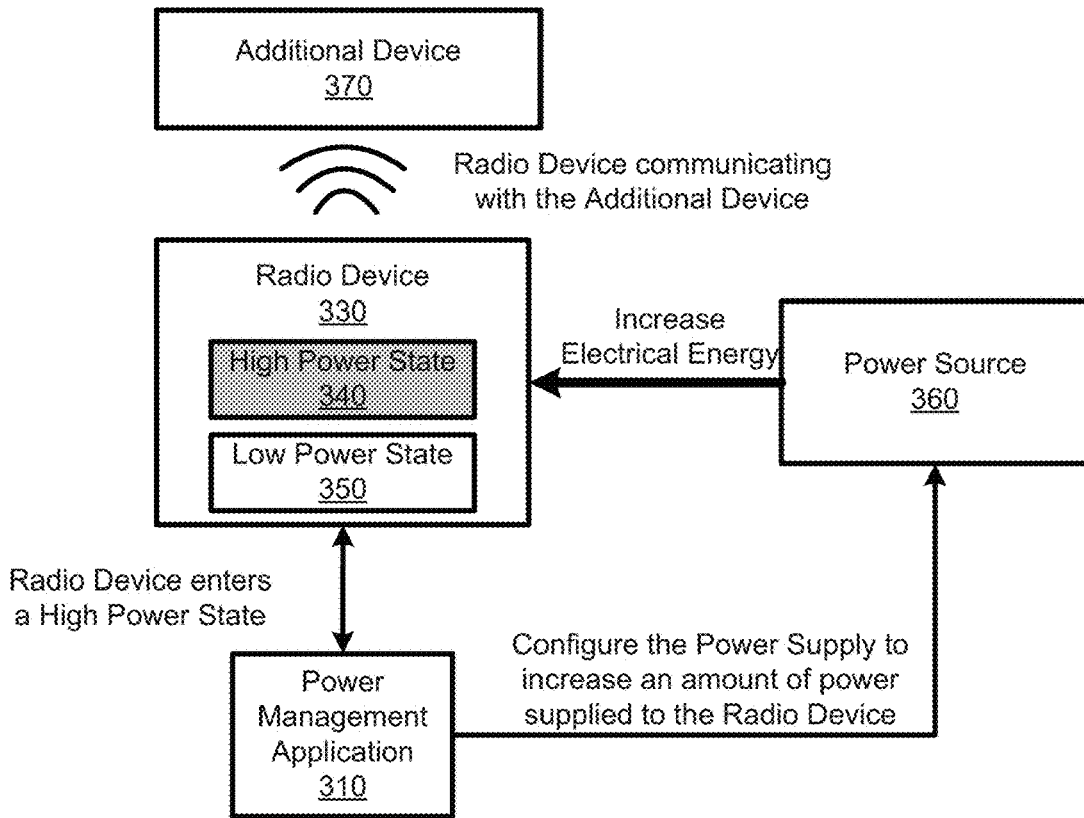 Additional Device
370
Radio Device communicating
with the Additional Device
Radio Device
330
High Power State
340
Low Power State
350
Increase
Electrical Energy
Power Source
360
Radio Device enters
a High Power State
Power
Management
Application
310
Configure the Power Supply to
increase an amount of power
supplied to the Radio Device